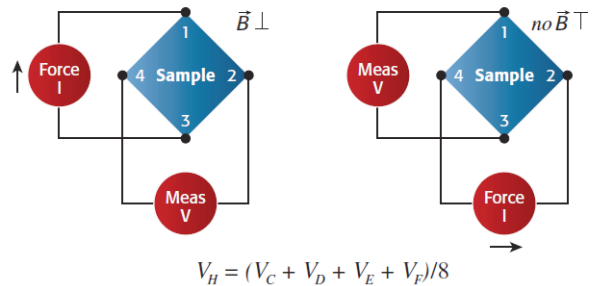 B⃗ ⊥
no B⃗ ⊤
Force
I
1
4 Sample 2
3
Meas
V
Meas
V
1
4 Sample 2
3
Force
I
V_H = (V_C + V_D + V_E + V_F)/8